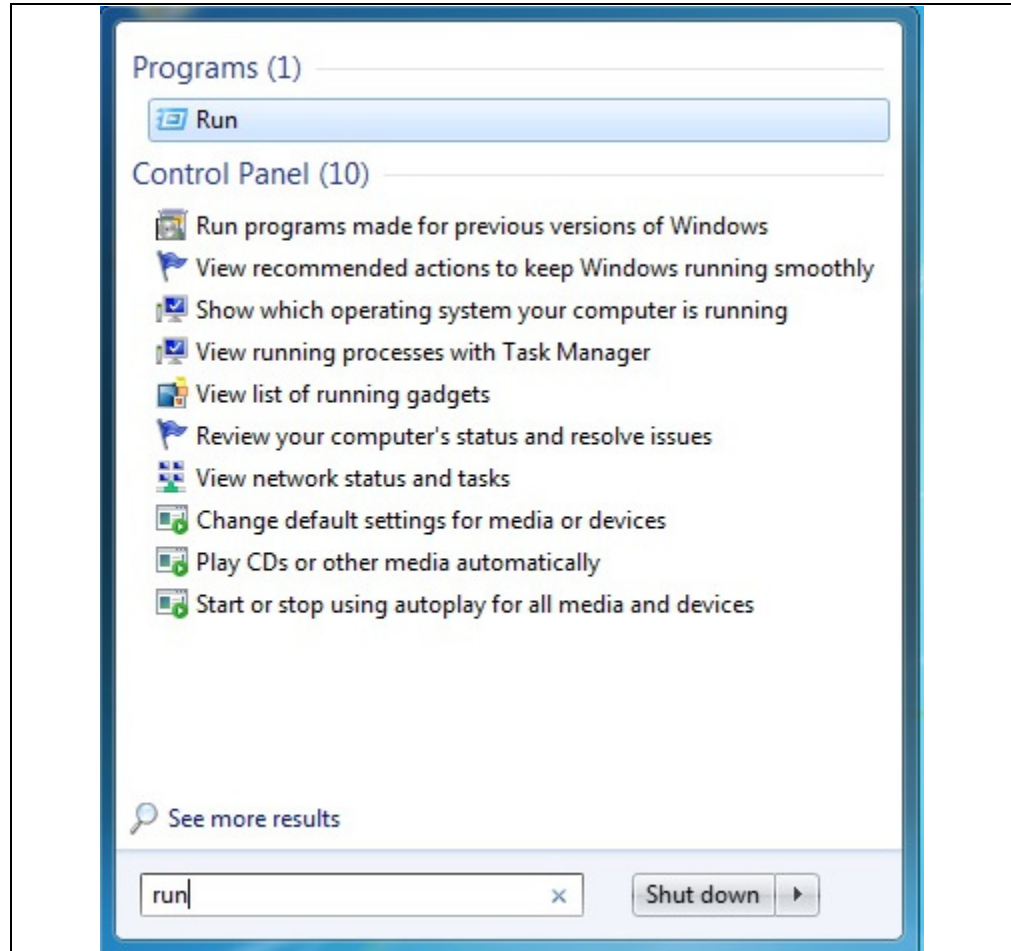 Programs (1)
Run
Control Panel (10)
Run programs made for previous versions of Windows
View recommended actions to keep Windows running smoothly
Show which operating system your computer is running
View running processes with Task Manager
View list of running gadgets
Review your computer's status and resolve issues
View network status and tasks
Change default settings for media or devices
Play CDs or other media automatically
Start or stop using autoplay for all media and devices
See more results
run
Shut down